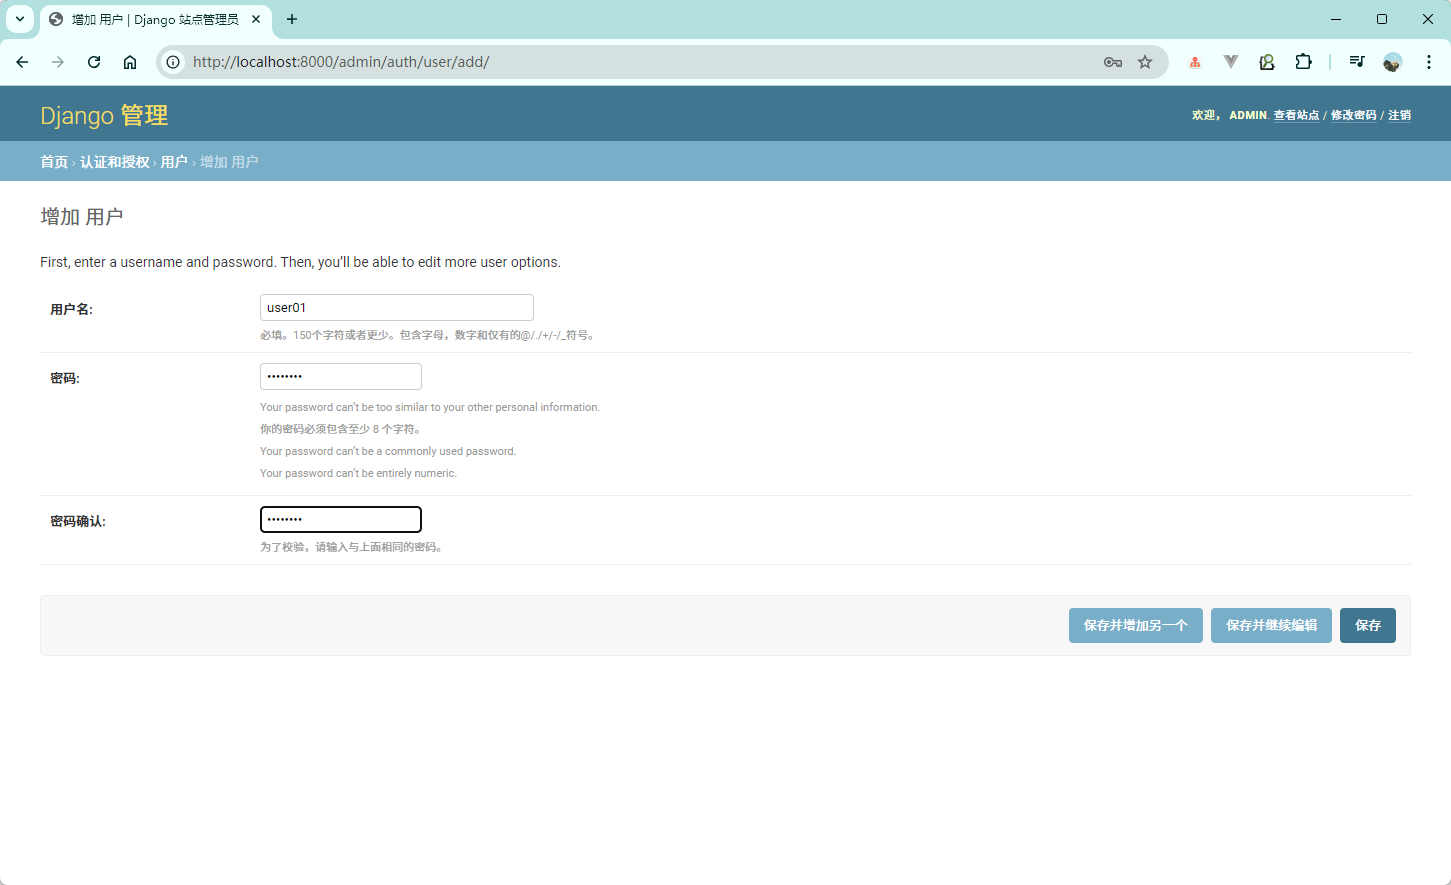 增加 用户 | Django 站点管理员
http://localhost:8000/admin/auth/user/add/
Django 管理
欢迎， ADMIN. 查看站点 / 修改密码 / 注销
首页 › 认证和授权 › 用户 › 增加 用户
增加 用户
First, enter a username and password. Then, you’ll be able to edit more user options.
用户名:
user01
必填。150个字符或者更少。包含字母，数字和仅有的@/./+/-/_符号。
密码:
••••••••
Your password can’t be too similar to your other personal information.
你的密码必须包含至少 8 个字符。
Your password can’t be a commonly used password.
Your password can’t be entirely numeric.
密码确认:
••••••••
为了校验，请输入与上面相同的密码。
保存并增加另一个
保存并继续编辑
保存